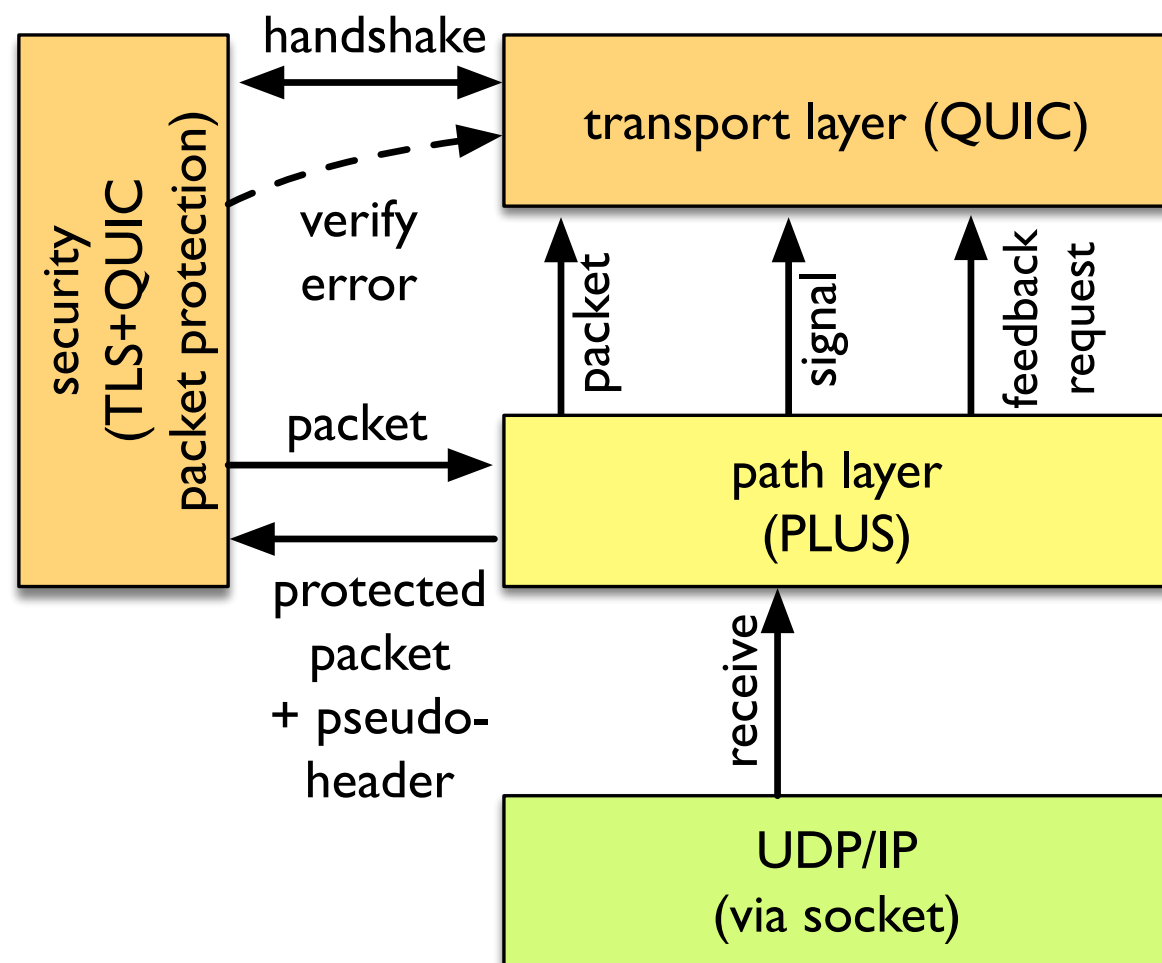 handshake
transport layer (QUIC)
security
(TLS+QUIC
packet protection)
verify
error
packet
signal
feedback
request
packet
path layer
(PLUS)
protected
packet
+ pseudo-
header
receive
UDP/IP
(via socket)